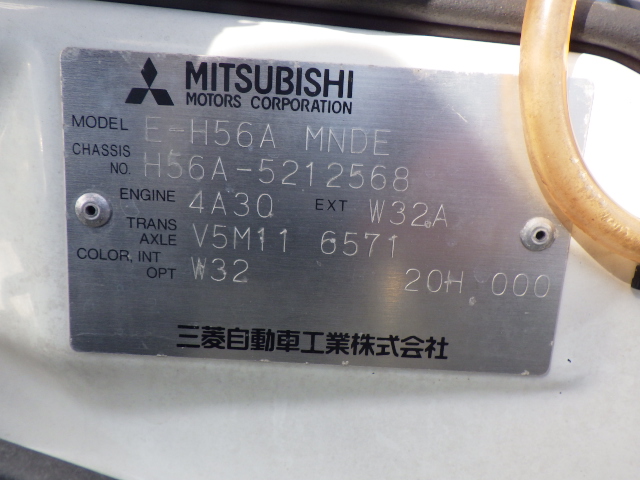 MITSUBISHI
MOTORS CORPORATION
MODEL E-H56A MNDE
CHASSIS NO. H56A-5212568
ENGINE 4A30 EXT W32A
TRANS AXLE V5M11 6571
COLOR, INT OPT W32 20H 000
三菱自動車工業株式会社